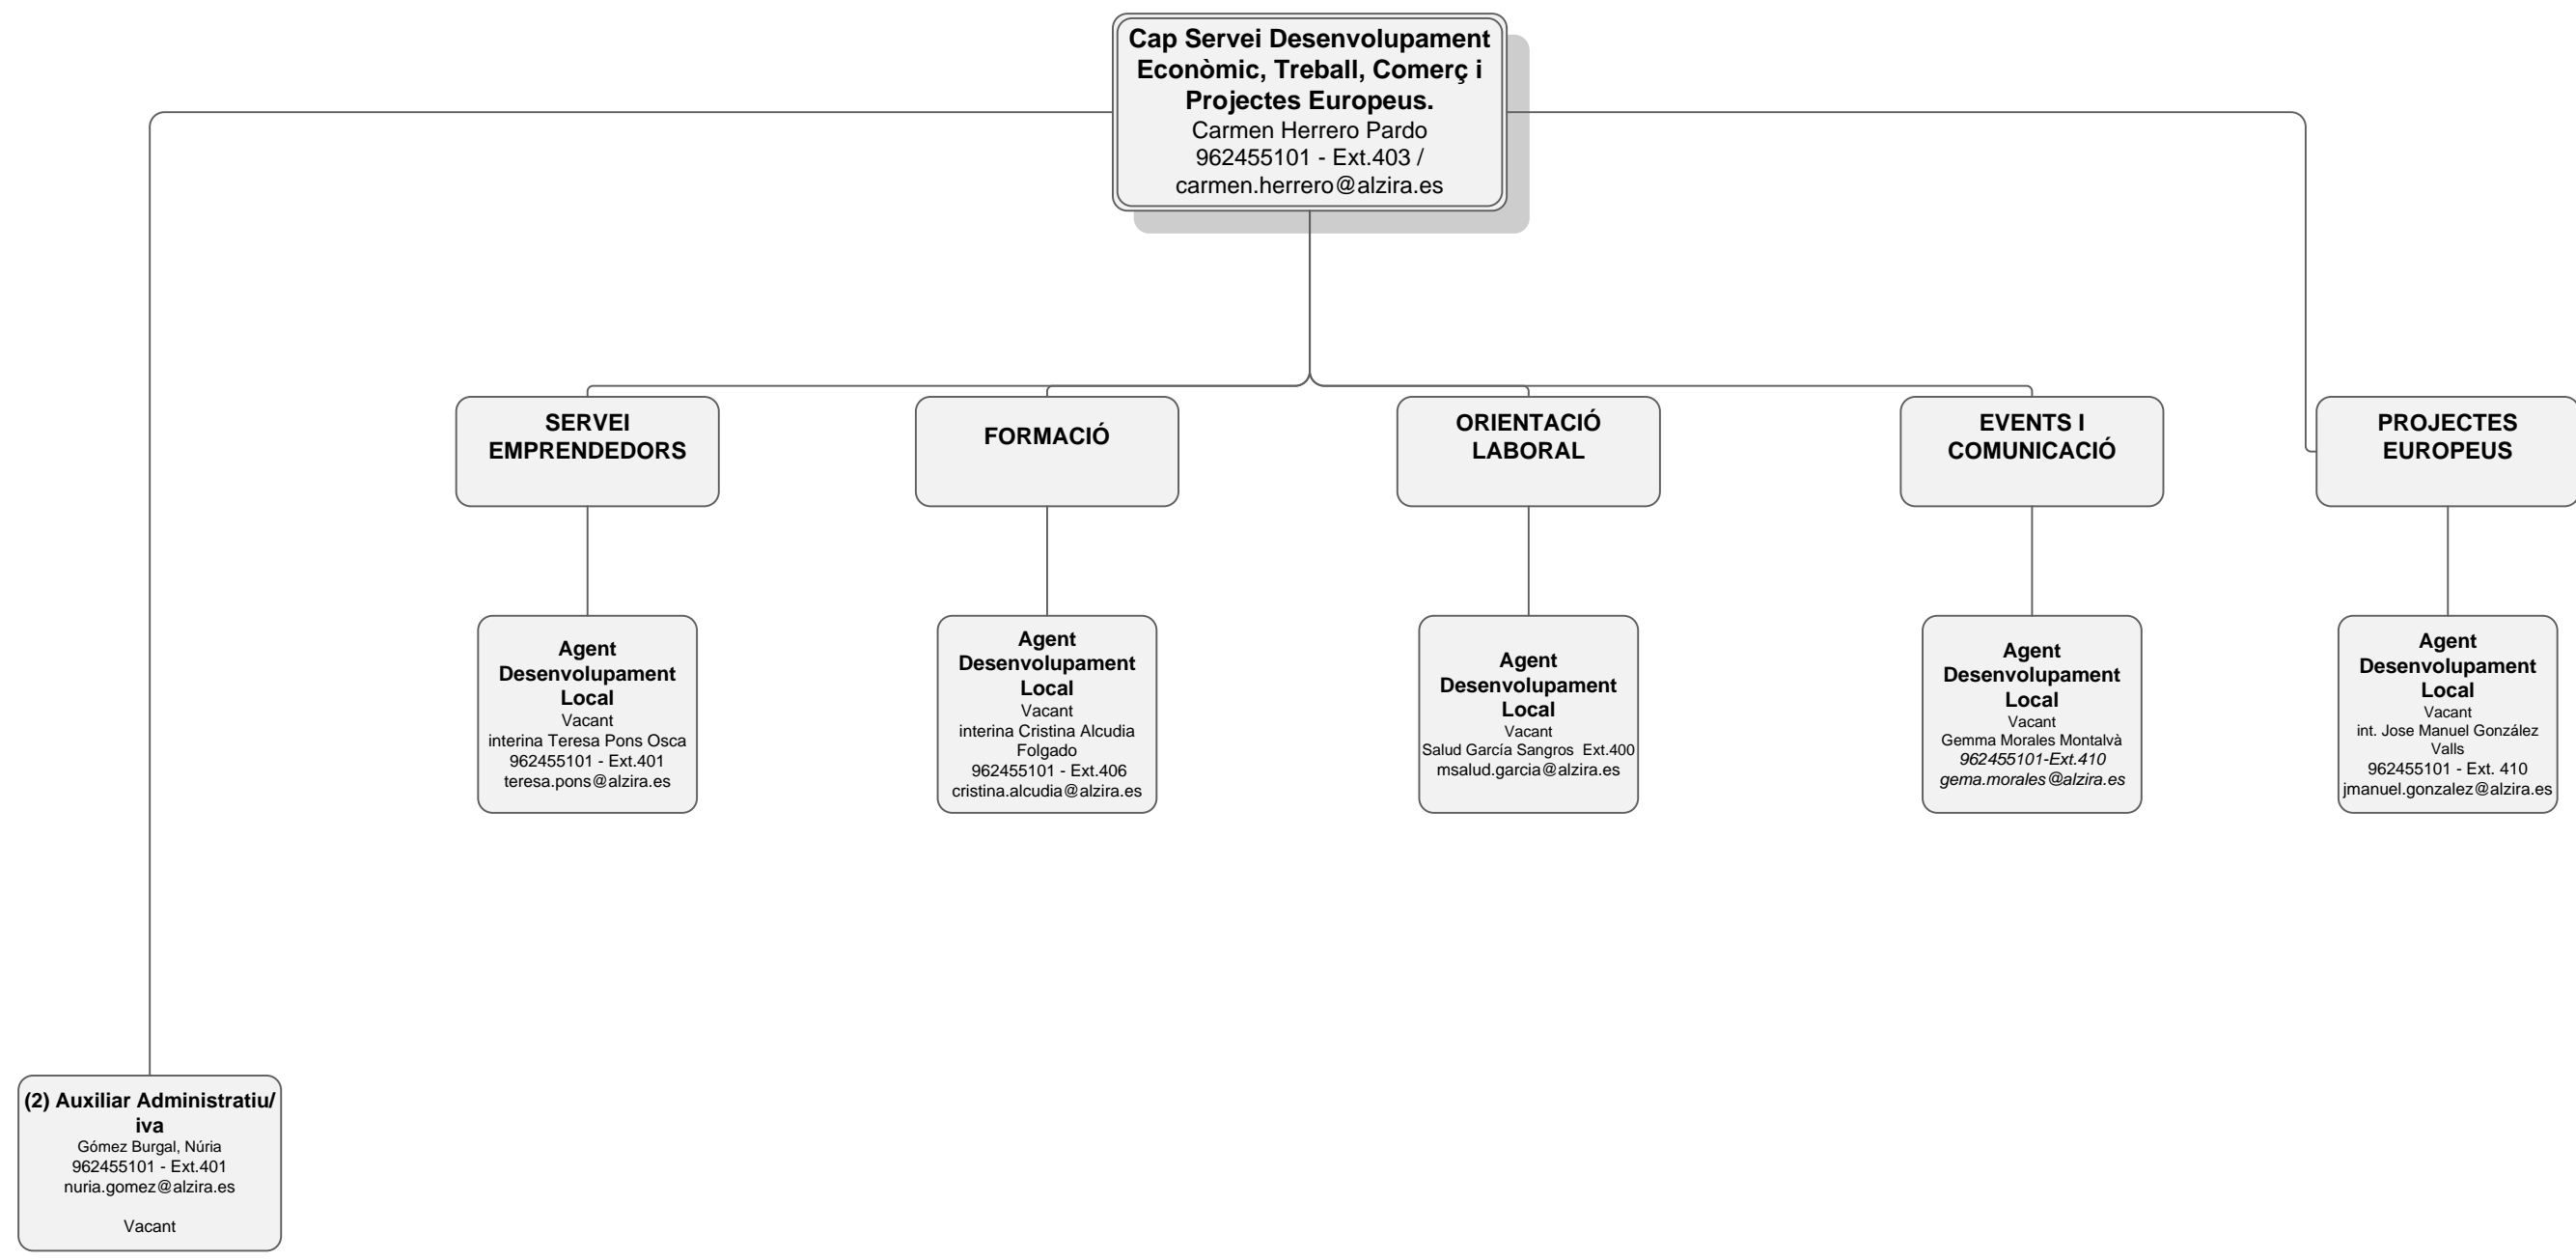 Cap Servei Desenvolupament
Econòmic, Treball, Comerç i
Projectes Europeus.
Carmen Herrero Pardo
962455101 - Ext.403 /
carmen.herrero@alzira.es
SERVEI
EMPRENDEDORS
FORMACIÓ
ORIENTACIÓ
LABORAL
EVENTS I
COMUNICACIÓ
PROJECTES
EUROPEUS
Agent
Desenvolupament
Local
Vacant
interina Teresa Pons Osca
962455101 - Ext.401
teresa.pons@alzira.es
Agent
Desenvolupament
Local
Vacant
interina Cristina Alcudia
Folgado
962455101 - Ext.406
cristina.alcudia@alzira.es
Agent
Desenvolupament
Local
Vacant
Salud García Sangros  Ext.400
msalud.garcia@alzira.es
Agent
Desenvolupament
Local
Vacant
Gemma Morales Montalvà
962455101-Ext.410
gema.morales@alzira.es
Agent
Desenvolupament
Local
Vacant
int. Jose Manuel González
Valls
962455101 - Ext. 410
jmanuel.gonzalez@alzira.es
(2) Auxiliar Administratiu/
iva
Gómez Burgal, Núria
962455101 - Ext.401
nuria.gomez@alzira.es
Vacant